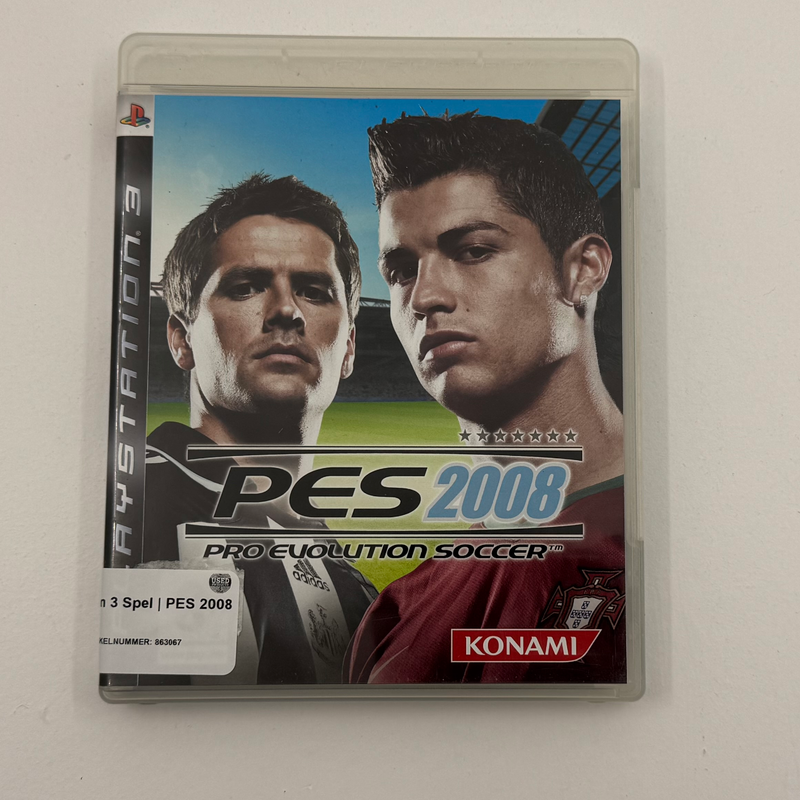 PLAYSTATION 3
★★★★★★★
PES 2008
PRO EVOLUTION SOCCER™
adidas
USED
n 3 Spel | PES 2008
KELNUMMER: 863067
KONAMI